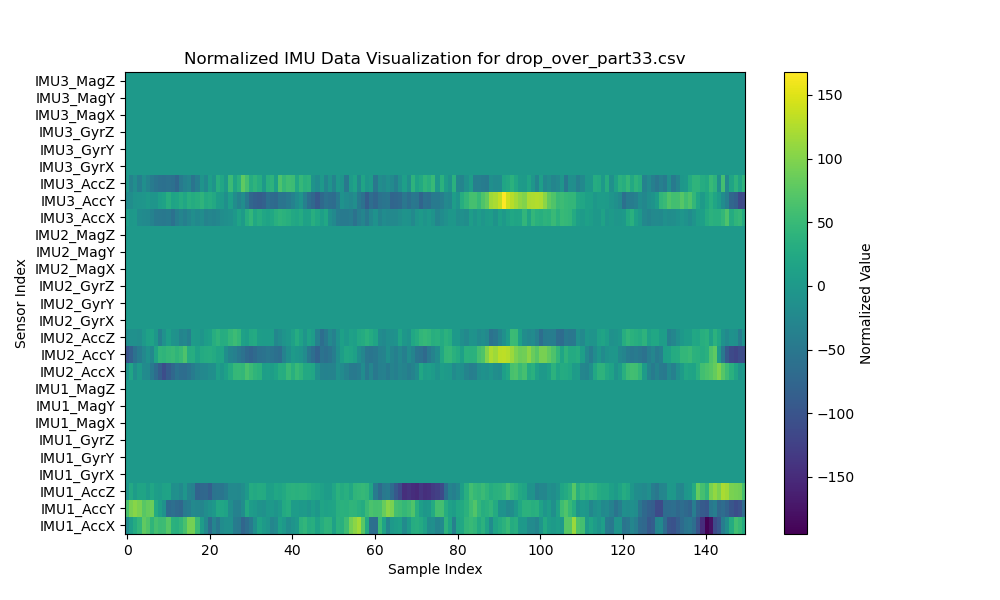 Normalized IMU Data Visualization for drop_over_part33.csv
IMU3_MagZ
IMU3_MagY
IMU3_MagX
IMU3_GyrZ
IMU3_GyrY
IMU3_GyrX
IMU3_AccZ
IMU3_AccY
IMU3_AccX
IMU2_MagZ
IMU2_MagY
IMU2_MagX
IMU2_GyrZ
IMU2_GyrY
IMU2_GyrX
IMU2_AccZ
IMU2_AccY
IMU2_AccX
IMU1_MagZ
IMU1_MagY
IMU1_MagX
IMU1_GyrZ
IMU1_GyrY
IMU1_GyrX
IMU1_AccZ
IMU1_AccY
IMU1_AccX
Sensor Index
0 20 40 60 80 100 120 140
Sample Index
150
100
50
0
−50
−100
−150
Normalized Value